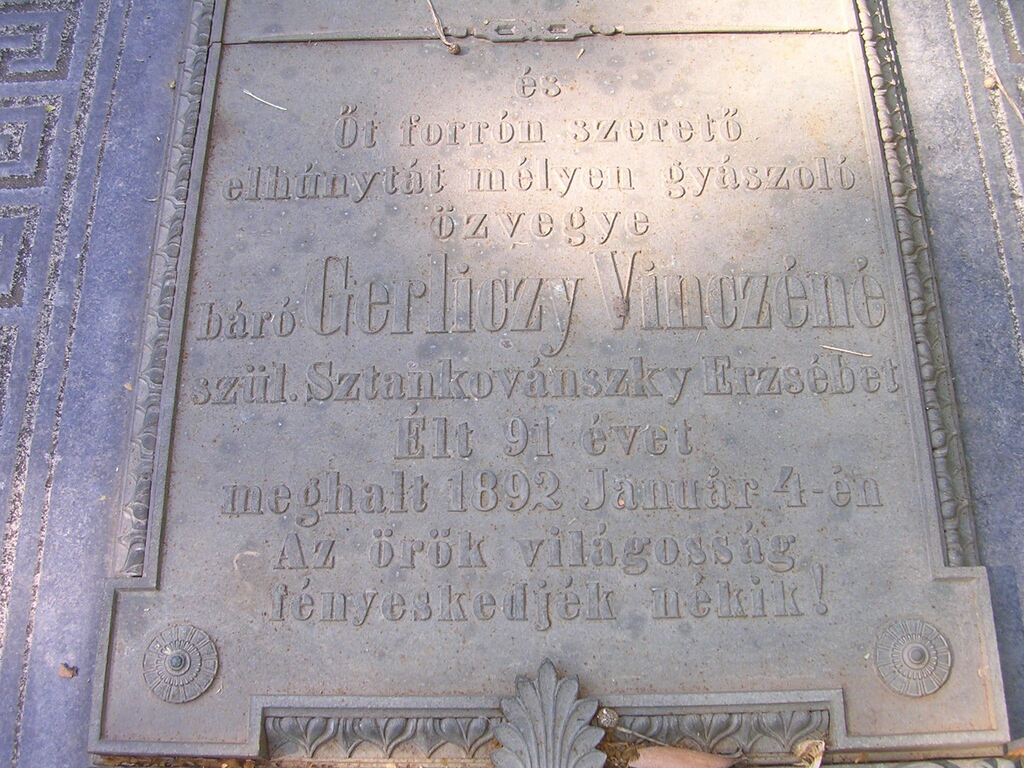 és
Őt forrón szerető
elhúnytát mélyen gyászoló
özvegye
báró Gerliczy Vinczéné
szül. Sztankovánszky Erzsébet
Élt 91 évet
meghalt 1892 Január 4-én
Az örök világosság
fényeskedjék nékik!